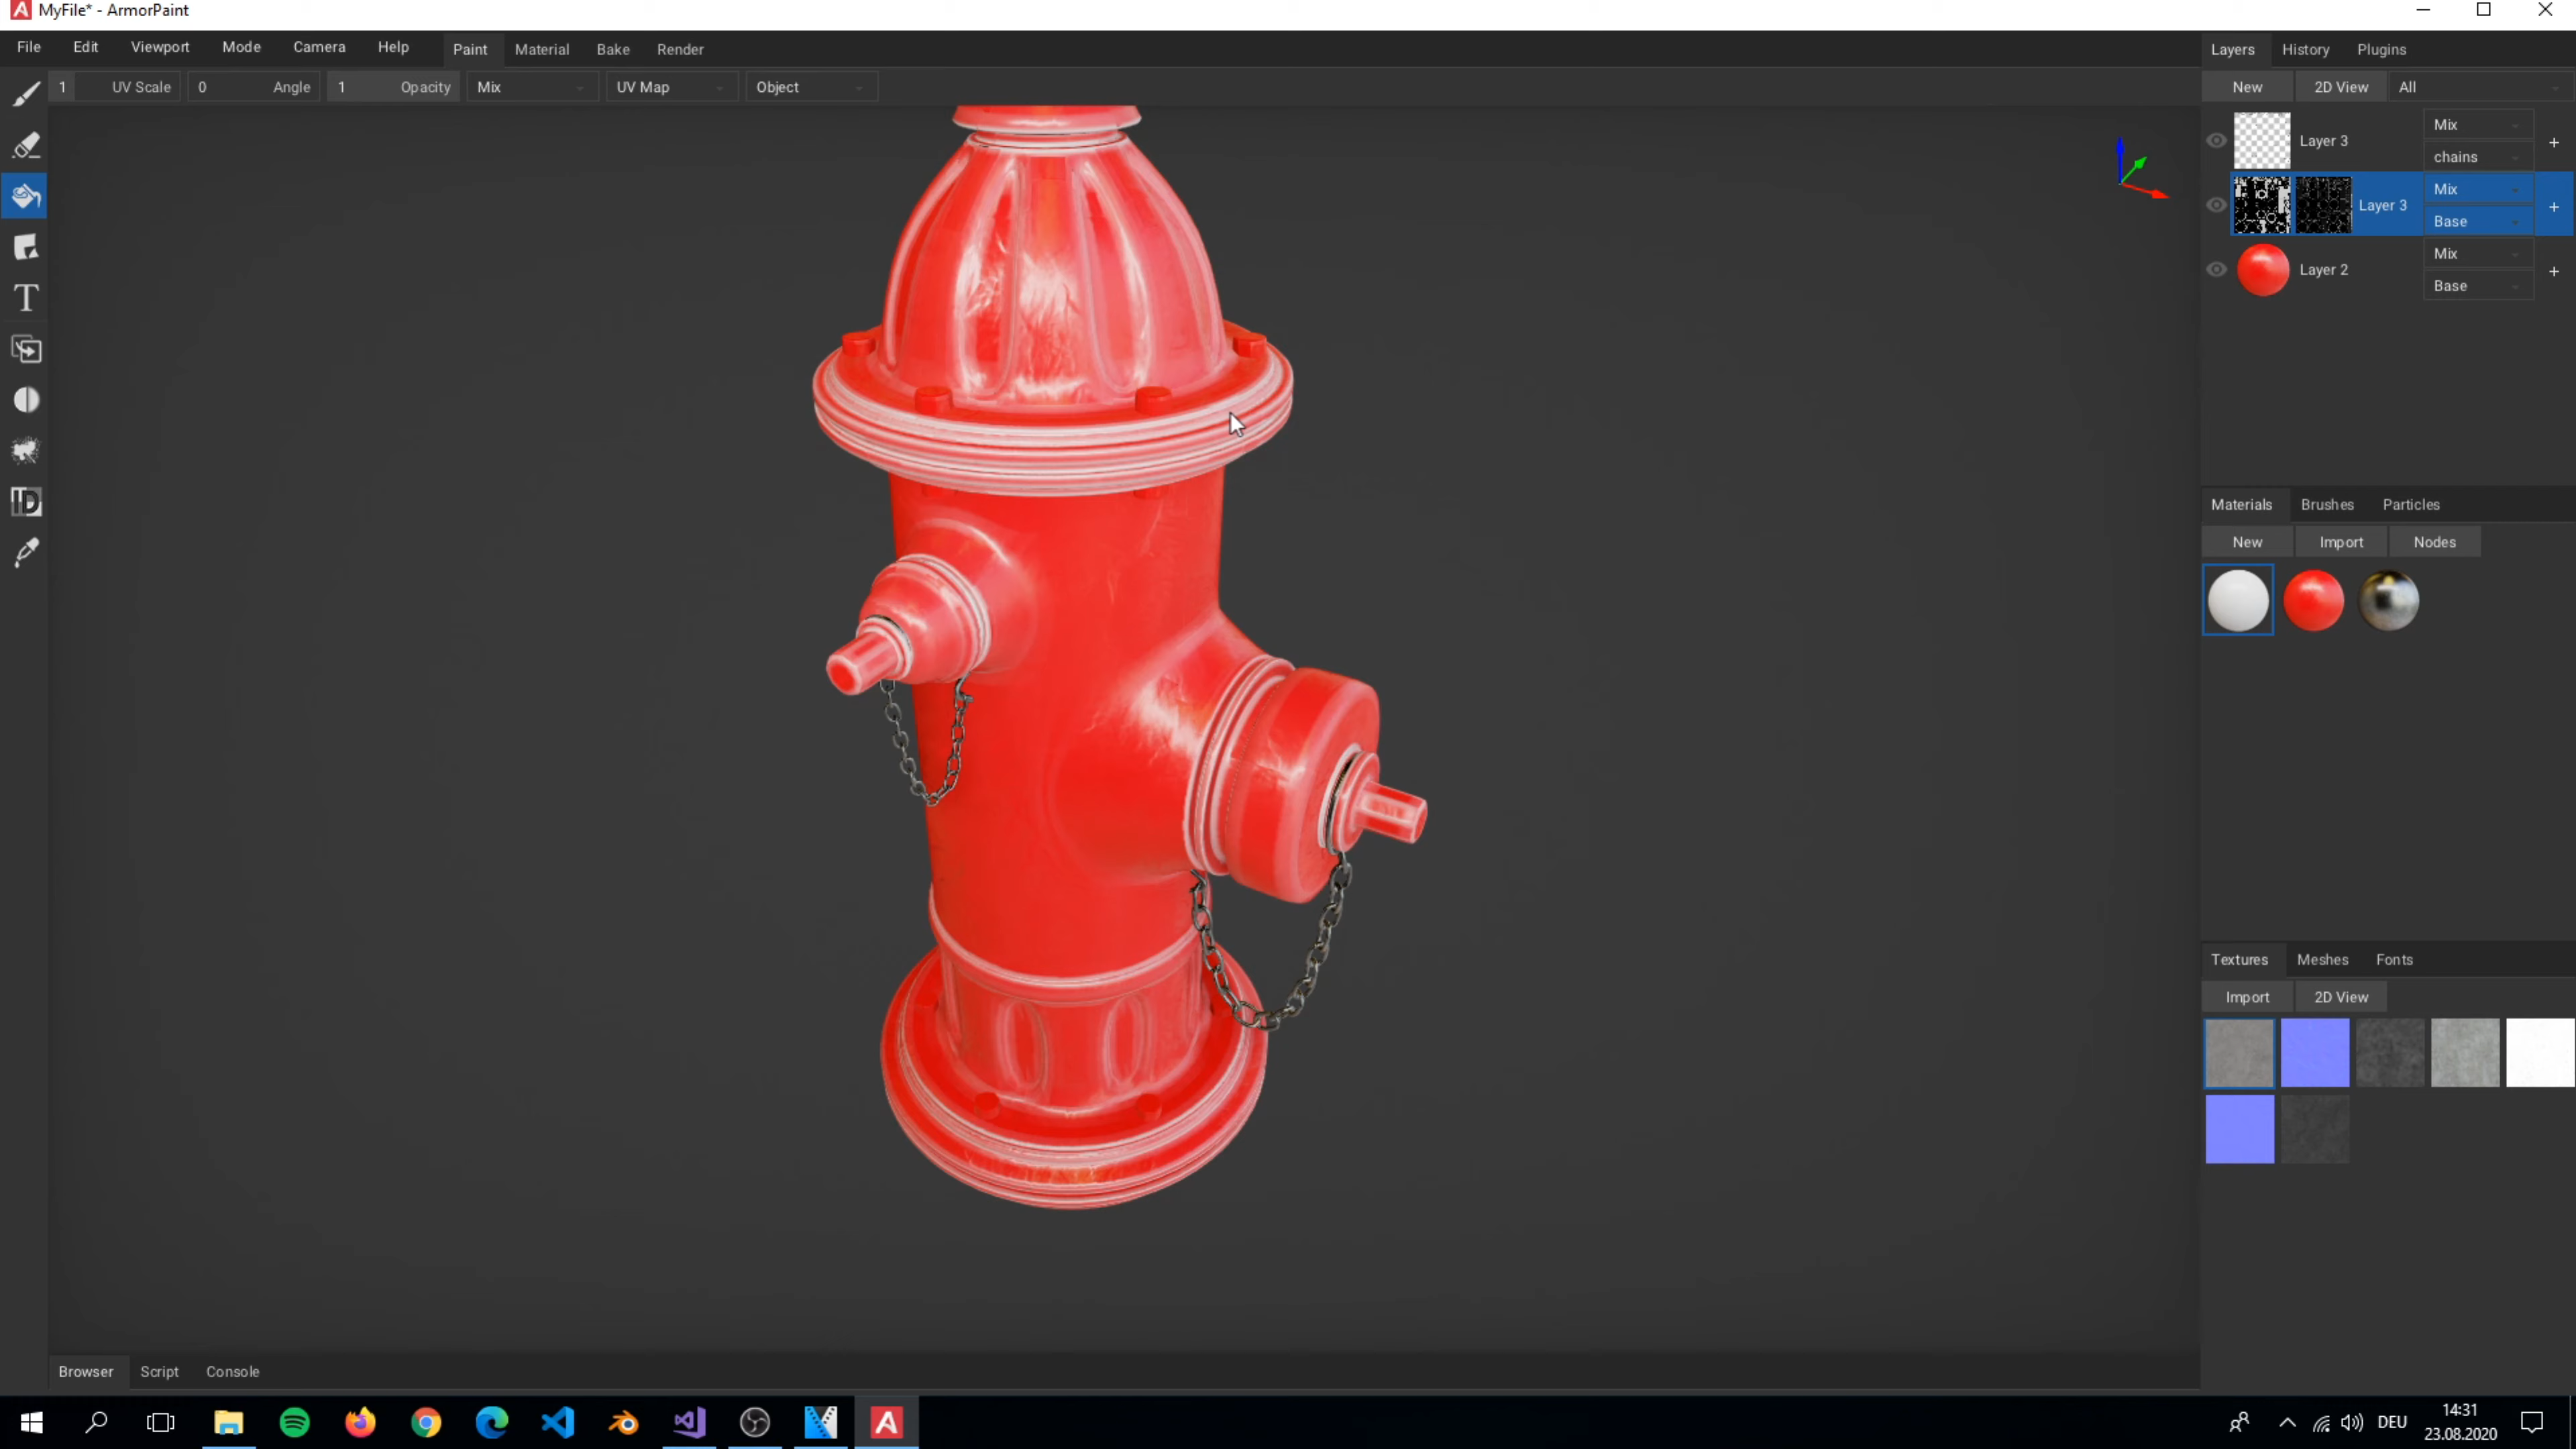 MyFile* - ArmorPaint
File Edit Viewport Mode Camera Help Paint Material Bake Render
1 UV Scale 0 Angle 1 Opacity Mix UV Map Object
Layers History Plugins
New 2D View All
Layer 3 Mix
chains
Layer 3 Mix
Base
Layer 2 Mix
Base
Materials Brushes Particles
New Import Nodes
Textures Meshes Fonts
Import 2D View
T
ID
Browser Script Console
DEU
14:31
23.08.2020